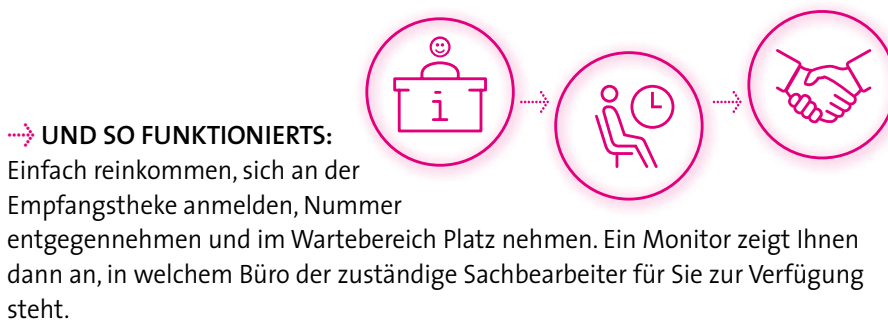 i
UND SO FUNKTIONIERTS:
Einfach reinkommen, sich an der
Empfangstheke anmelden, Nummer
entgegennehmen und im Wartebereich Platz nehmen. Ein Monitor zeigt Ihnen
dann an, in welchem Büro der zuständige Sachbearbeiter für Sie zur Verfügung
steht.